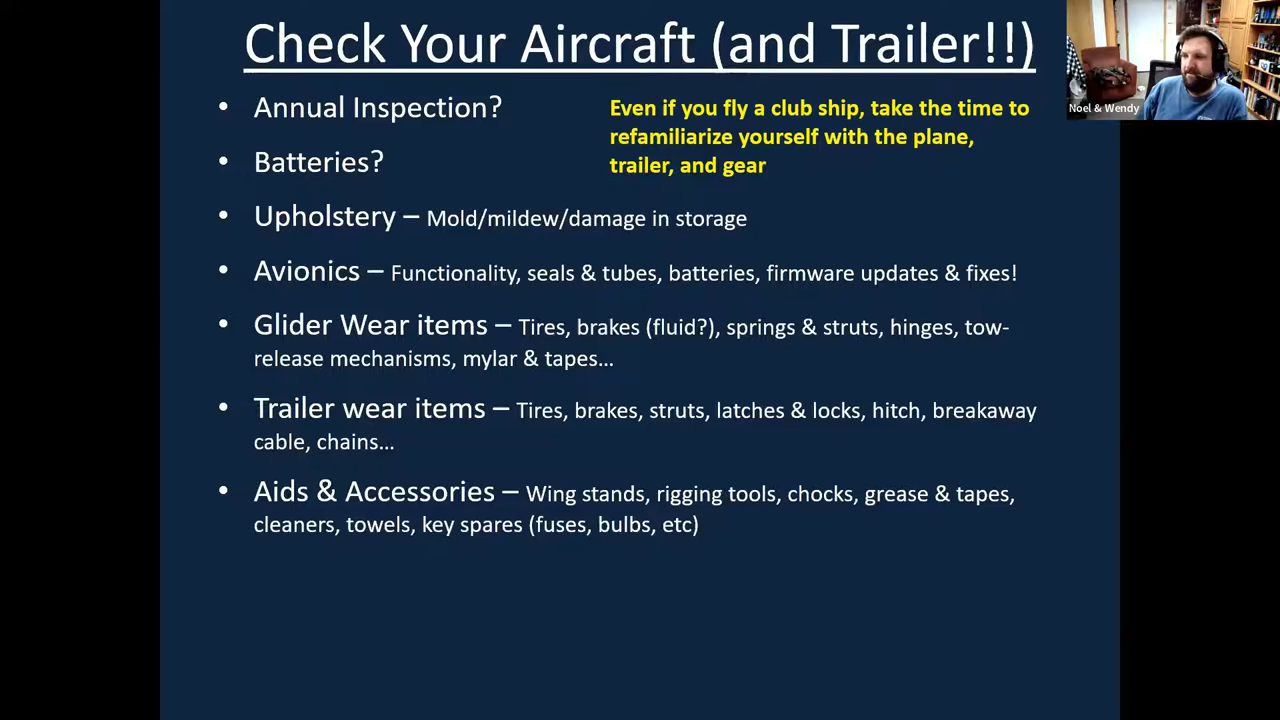 Check Your Aircraft (and Trailer!!)
• Annual Inspection?
Even if you fly a club ship, take the time to
refamiliarize yourself with the plane,
trailer, and gear
• Batteries?
• Upholstery – Mold/mildew/damage in storage
• Avionics – Functionality, seals & tubes, batteries, firmware updates & fixes!
• Glider Wear items – Tires, brakes (fluid?), springs & struts, hinges, tow-
release mechanisms, mylar & tapes…
• Trailer wear items – Tires, brakes, struts, latches & locks, hitch, breakaway
cable, chains…
• Aids & Accessories – Wing stands, rigging tools, chocks, grease & tapes,
cleaners, towels, key spares (fuses, bulbs, etc)
Noel & Wendy